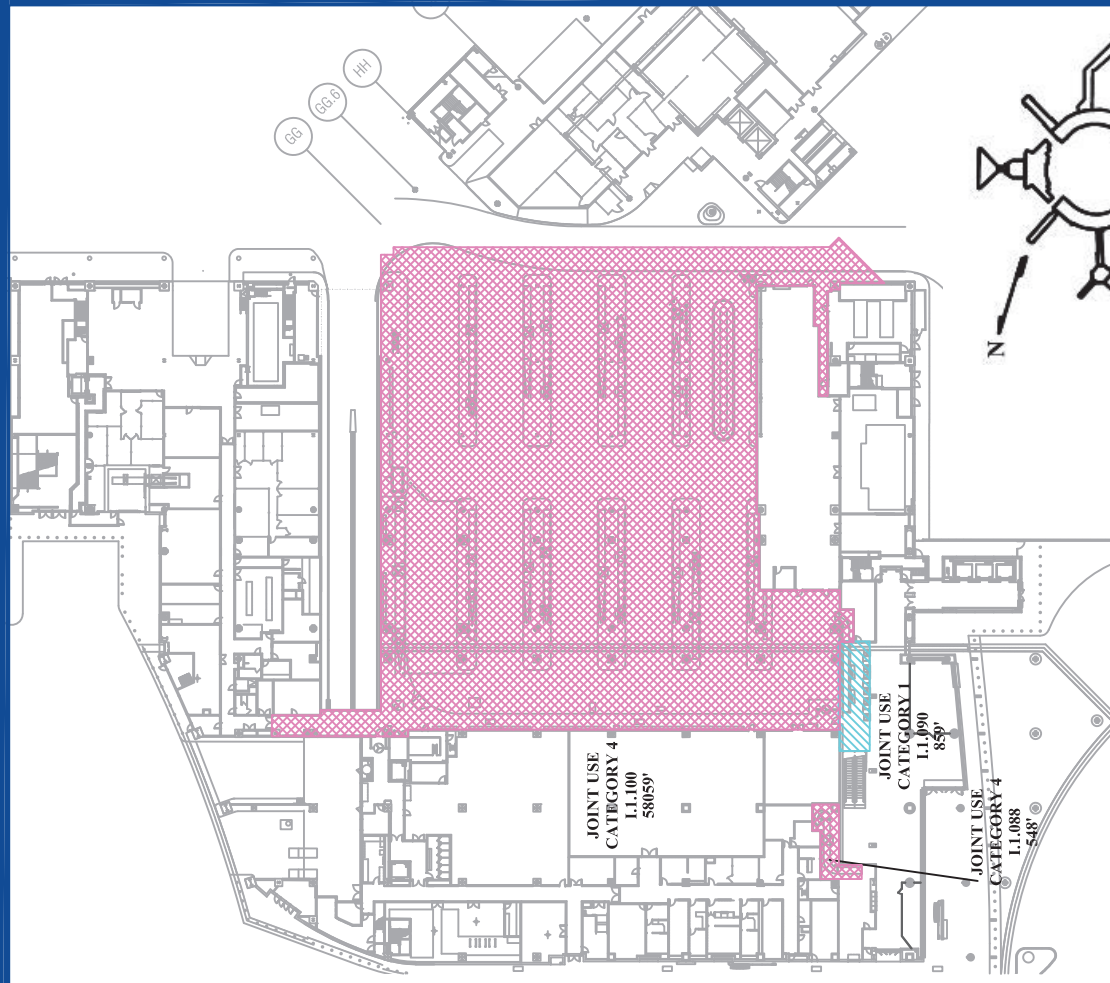 HH
GG.6
GG
N
JOINT USE
CATEGORY 4
I.1.100
58059'
JOINT USE
CATEGORY 1
I.1.090
859'
JOINT USE
CATEGORY 4
I.1.088
548'